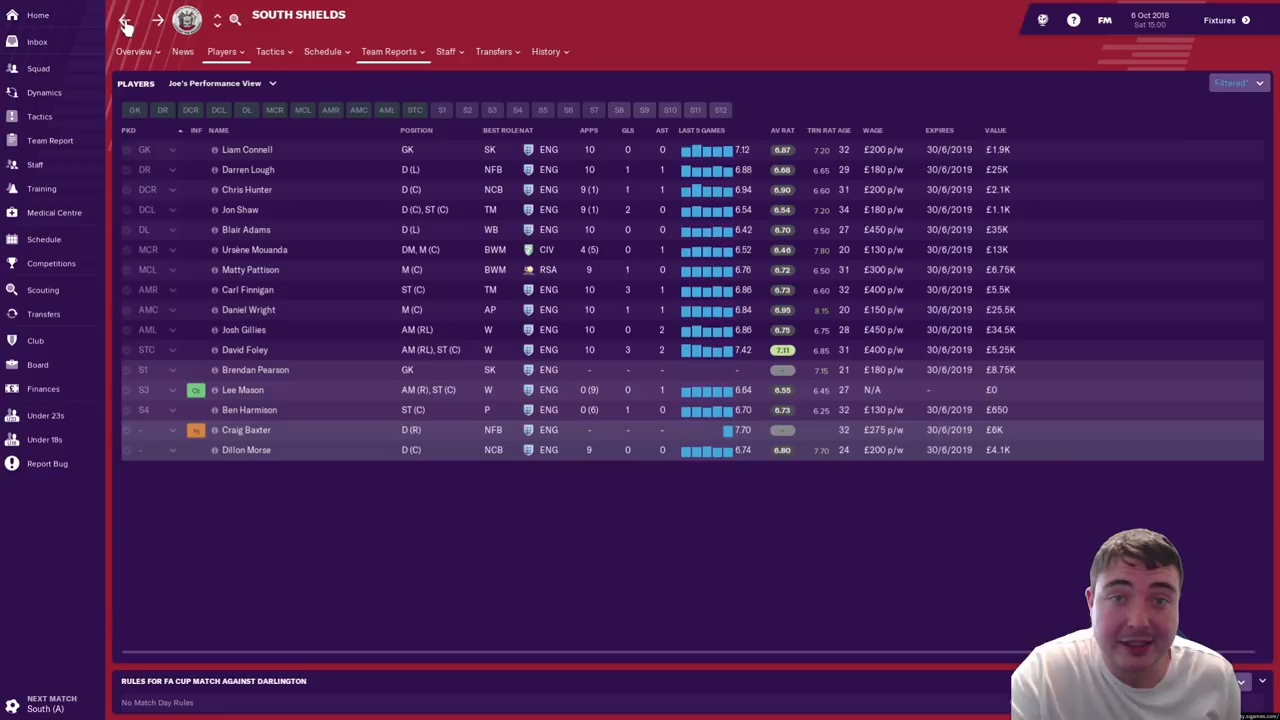 Home
Inbox
Squad
Dynamics
Tactics
Team Report
Staff
Training
Medical Centre
Schedule
Competitions
Scouting
Transfers
Club
Board
Finances
Under 23s
Under 18s
Report Bug
NEXT MATCH
South (A)
SOUTH SHIELDS
6 Oct 2018
Sat 15:00
FM
Fixtures
Overview News Players Tactics Schedule Team Reports Staff Transfers History
PLAYERS Joe's Performance View Filtered*
GK DR DCR DCL DL MCR MCL AMR AMC AML STC S1 S2 S3 S4 S5 S6 S7 S8 S9 S10 S11 S12
PKD INF NAME POSITION BEST ROLE NAT APPS GLS AST LAST 5 GAMES AV RAT TRN RAT AGE WAGE EXPIRES VALUE
GK Liam Connell GK SK ENG 10 0 0 7.12 6.87 7.20 32 £200 p/w 30/6/2019 £1.9K
DR Darren Lough D (L) NFB ENG 10 1 1 6.88 6.68 6.65 29 £180 p/w 30/6/2019 £25K
DCR Chris Hunter D (C) NCB ENG 9 (1) 1 1 6.94 6.90 6.60 31 £200 p/w 30/6/2019 £2.1K
DCL Jon Shaw D (C), ST (C) TM ENG 9 (1) 2 0 6.54 6.54 7.20 34 £180 p/w 30/6/2019 £1.1K
DL Blair Adams D (L) WB ENG 10 0 0 6.42 6.70 6.50 27 £450 p/w 30/6/2019 £35K
MCR Ursène Mouanda DM, M (C) BWM CIV 4 (5) 0 1 6.52 6.46 7.80 20 £130 p/w 30/6/2019 £13K
MCL Matty Pattison M (C) BWM RSA 9 1 0 6.76 6.72 6.50 31 £300 p/w 30/6/2019 £6.75K
AMR Carl Finnigan ST (C) TM ENG 10 3 1 6.86 6.73 6.60 32 £400 p/w 30/6/2019 £5.5K
AMC Daniel Wright M (C) AP ENG 10 1 1 6.84 6.95 8.15 20 £150 p/w 30/6/2019 £25.5K
AML Josh Gillies AM (RL) W ENG 10 0 2 6.86 6.75 6.75 28 £450 p/w 30/6/2019 £34.5K
STC David Foley AM (RL), ST (C) W ENG 10 3 2 7.42 7.11 6.85 31 £400 p/w 30/6/2019 £5.25K
S1 Brendan Pearson GK SK ENG - - - - - 7.15 21 £180 p/w 30/6/2019 £8.75K
S3 Lee Mason AM (R), ST (C) W ENG 0 (9) 0 1 6.64 6.55 6.45 27 N/A - £0
S4 Ben Harmison ST (C) P ENG 0 (6) 1 0 6.70 6.73 6.25 32 £130 p/w 30/6/2019 £650
- Craig Baxter D (R) NFB ENG - - - 7.70 - 32 £275 p/w 30/6/2019 £6K
- Dillon Morse D (C) NCB ENG 9 0 0 6.74 6.80 7.70 24 £200 p/w 30/6/2019 £4.1K
RULES FOR FA CUP MATCH AGAINST DARLINGTON
No Match Day Rules